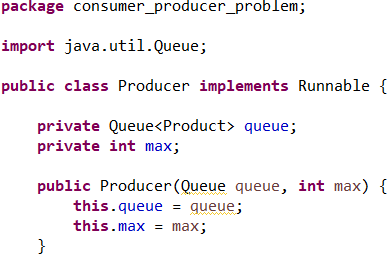 package consumer_producer_problem;
import java.util.Queue;
public class Producer implements Runnable {
private Queue<Product> queue;
private int max;
public Producer(Queue queue, int max) {
this.queue = queue;
this.max = max;
}